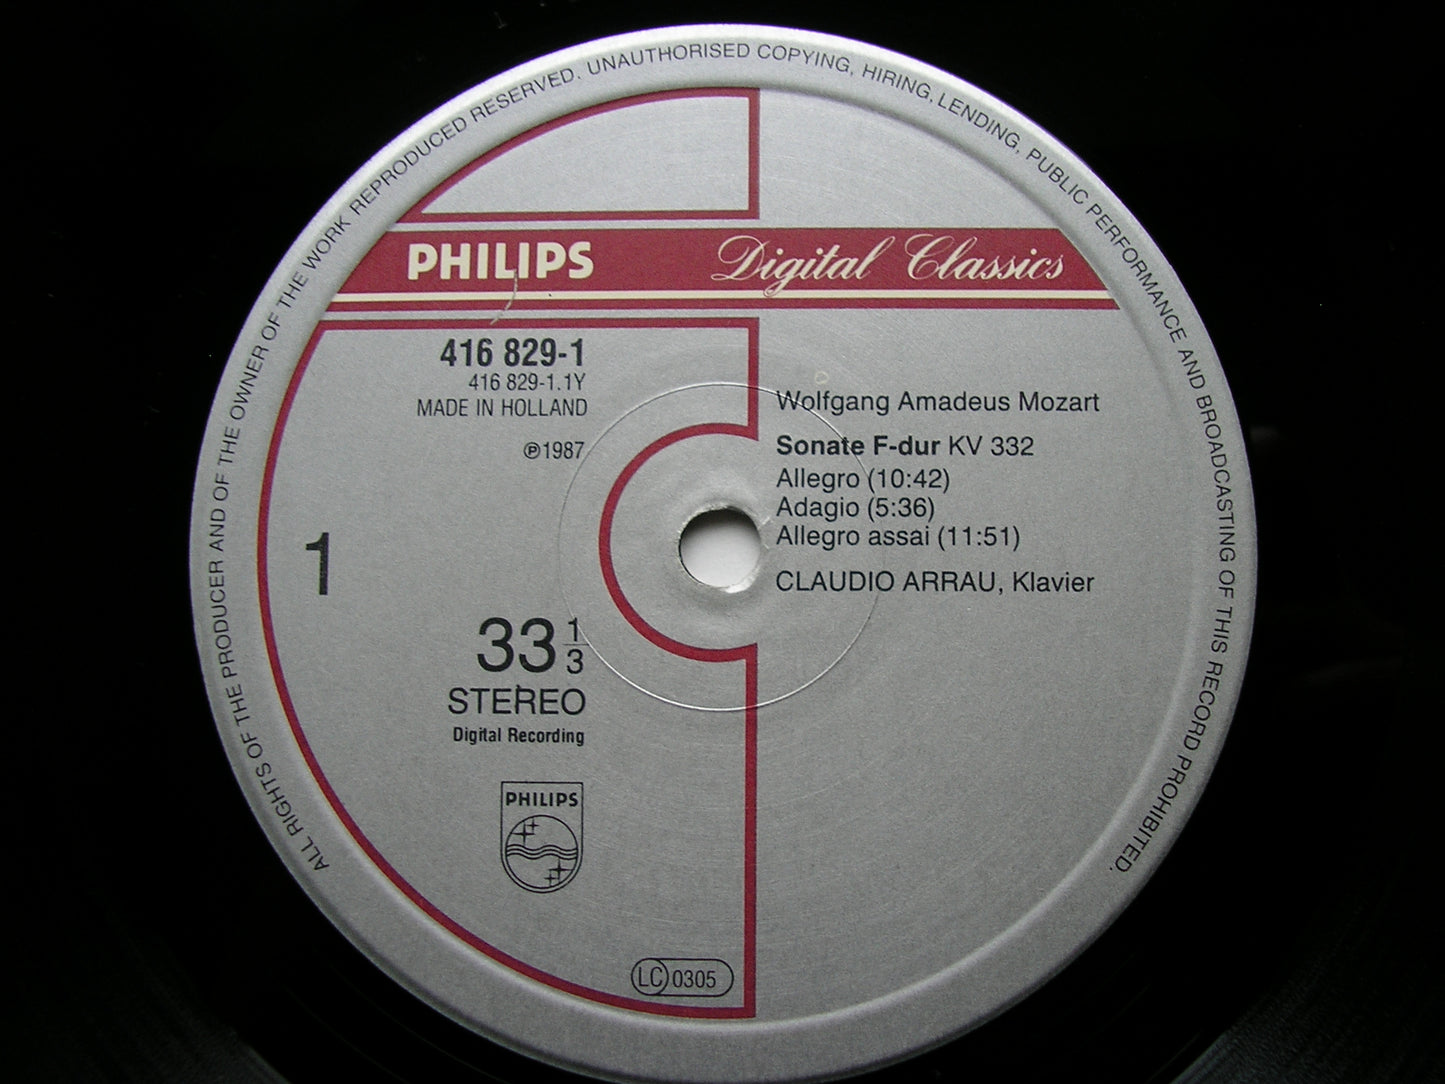 ALL RIGHTS OF THE PRODUCER AND OF THE OWNER OF THE WORK REPRODUCED RESERVED. UNAUTHORISED COPYING, HIRING, LENDING, PUBLIC PERFORMANCE AND BROADCASTING OF THIS RECORD PROHIBITED.
PHILIPS Digital Classics
416 829-1
416 829-1.1Y
MADE IN HOLLAND
℗1987
1
33 1/3
STEREO
Digital Recording
PHILIPS
LC 0305
Wolfgang Amadeus Mozart
Sonate F-dur KV 332
Allegro (10:42)
Adagio (5:36)
Allegro assai (11:51)
CLAUDIO ARRAU, Klavier